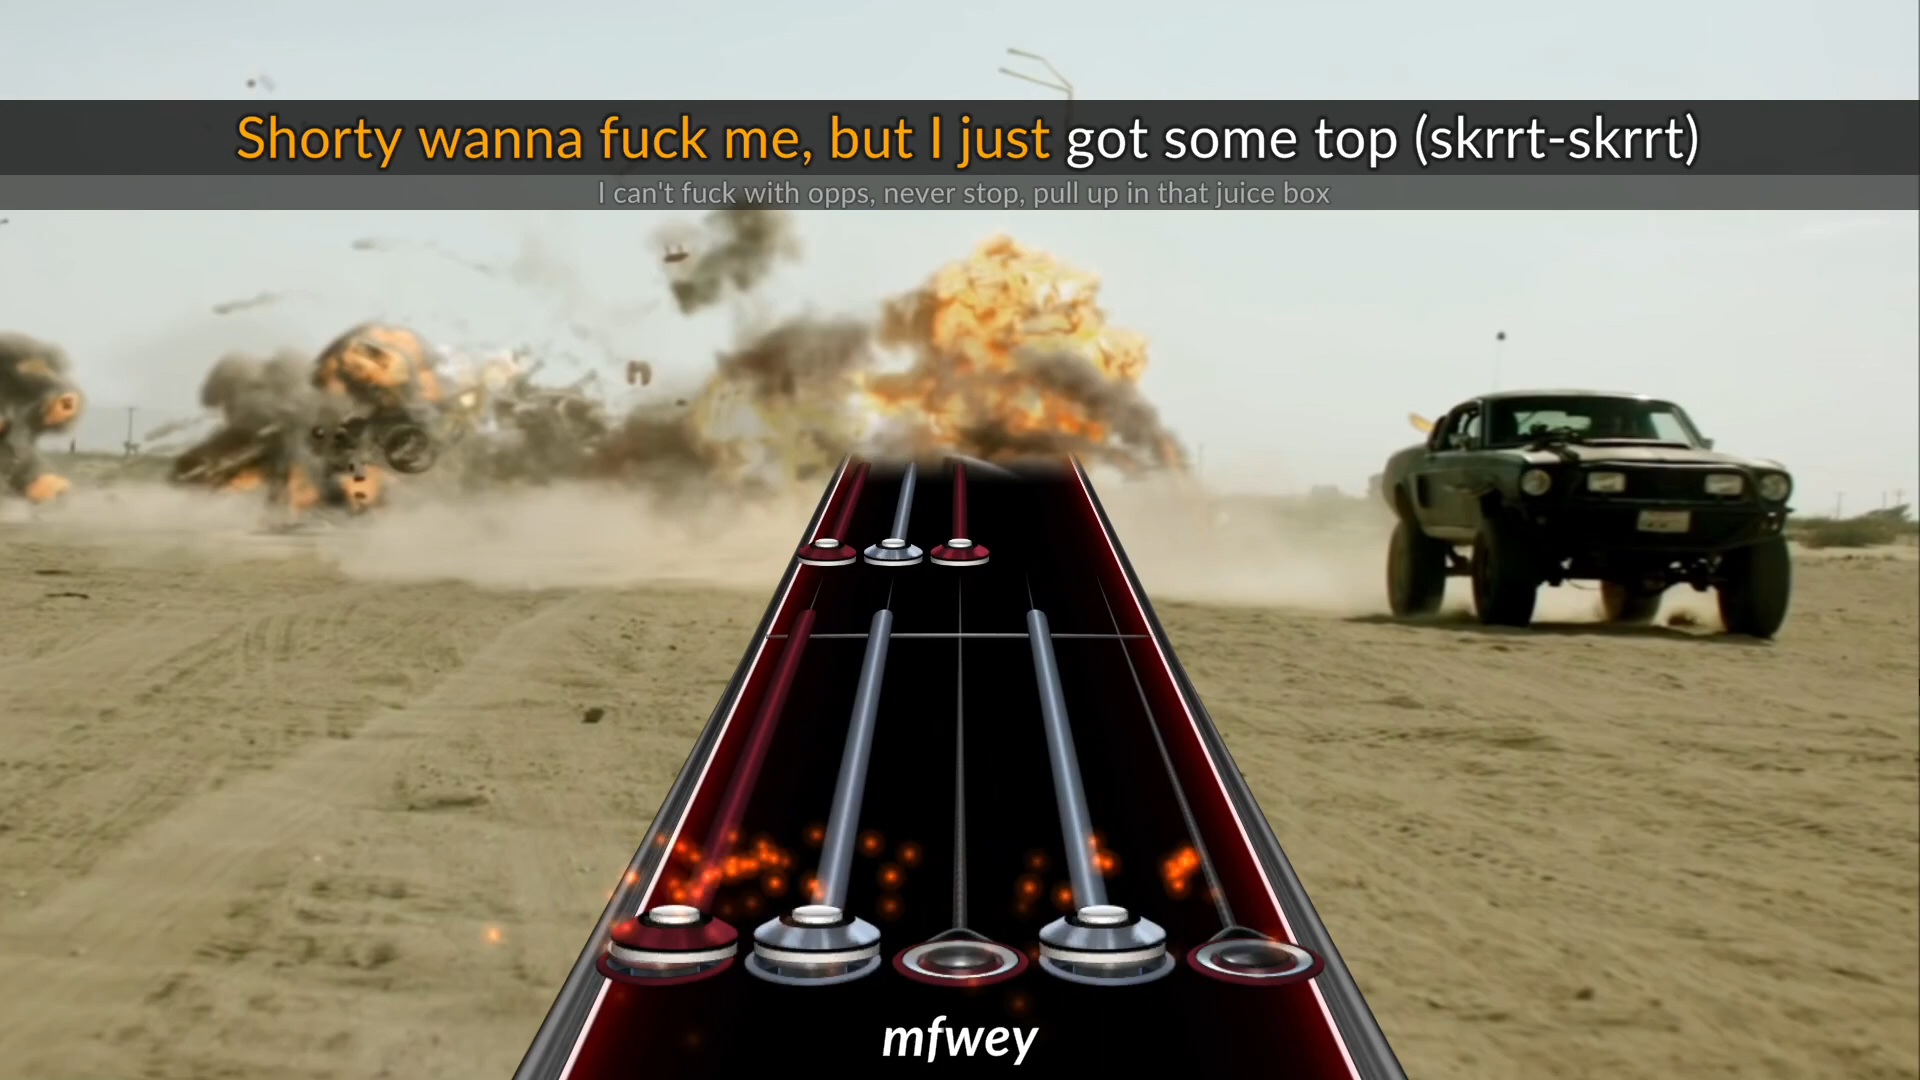 Shorty wanna fuck me, but I just got some top (skrrt-skrrt)
I can't fuck with opps, never stop, pull up in that juice box
mfwey